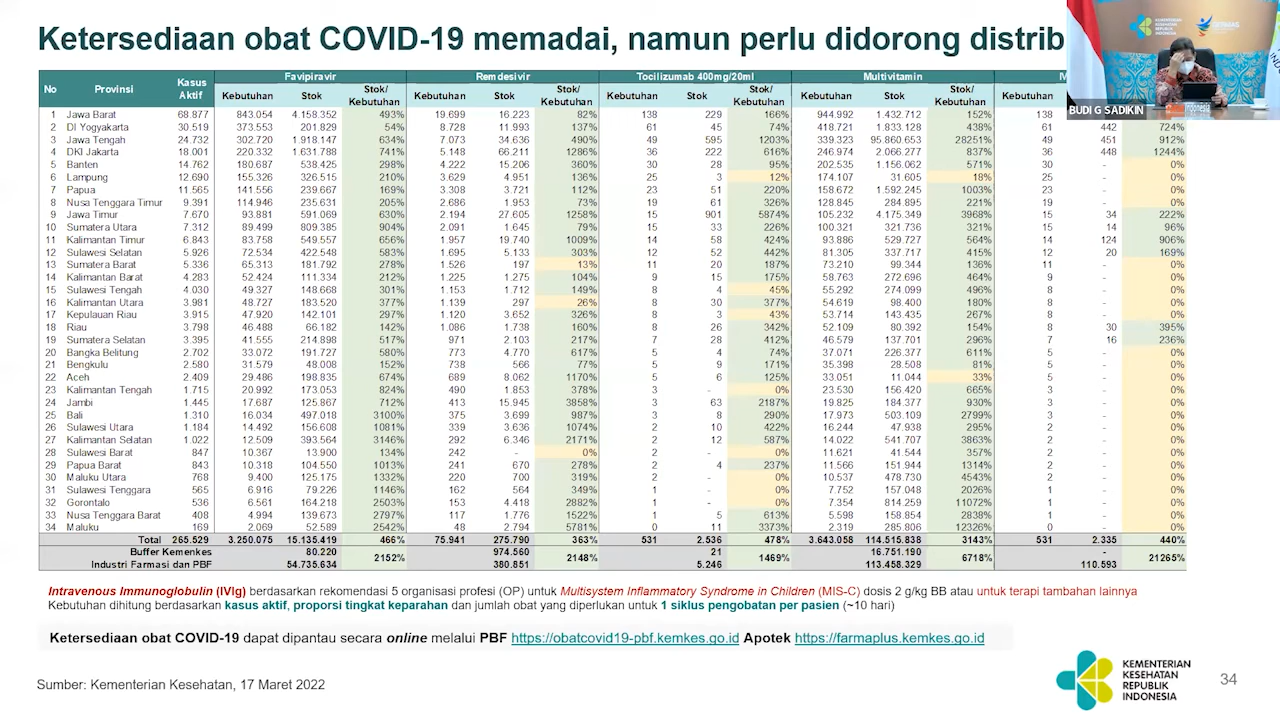 Ketersediaan obat COVID-19 memadai, namun perlu didorong distrib
KEMENTERIAN KESEHATAN REPUBLIK INDONESIA
BUDI G SADIKIN
No Provinsi Kasus Aktif Favipiravir Remdesivir Tocilizumab 400mg/20ml Multivitamin
Kebutuhan Stok Stok/Kebutuhan Kebutuhan Stok Stok/Kebutuhan Kebutuhan Stok Stok/Kebutuhan Kebutuhan Stok Stok/Kebutuhan Kebutuhan
1 Jawa Barat 68.877 843.054 4.158.352 493% 19.699 16.223 82% 138 229 166% 944.992 1.432.712 152% 138
2 DI Yogyakarta 30.519 373.553 201.829 54% 8.728 11.993 137% 61 45 74% 418.721 1.833.128 438% 61 442 724%
3 Jawa Tengah 24.732 302.720 1.918.147 634% 7.073 34.636 490% 49 595 1203% 339.323 95.860.653 28251% 49 451 912%
4 DKI Jakarta 18.001 220.332 1.631.788 741% 5.148 66.211 1286% 36 222 616% 246.974 2.066.277 837% 36 448 1244%
5 Banten 14.762 180.687 538.425 298% 4.222 15.206 360% 30 28 95% 202.535 1.156.062 571% 30 - 0%
6 Lampung 12.690 155.326 326.515 210% 3.629 4.951 136% 25 3 12% 174.107 31.605 18% 25 - 0%
7 Papua 11.565 141.556 239.667 169% 3.308 3.721 112% 23 51 220% 158.672 1.592.245 1003% 23 - 0%
8 Nusa Tenggara Timur 9.391 114.946 235.631 205% 2.686 1.953 73% 19 61 326% 128.845 284.895 221% 19 - 0%
9 Jawa Timur 7.670 93.881 591.069 630% 2.194 27.605 1258% 15 901 5874% 105.232 4.175.349 3968% 15 34 222%
10 Sumatera Utara 7.312 89.499 809.385 904% 2.091 1.645 79% 15 33 226% 100.321 321.736 321% 15 14 96%
11 Kalimantan Timur 6.843 83.758 549.557 656% 1.957 19.740 1009% 14 58 424% 93.886 529.727 564% 14 124 906%
12 Sulawesi Selatan 5.926 72.534 422.548 583% 1.695 5.133 303% 12 52 442% 81.305 337.717 415% 12 20 169%
13 Sumatera Barat 5.336 65.313 181.792 278% 1.526 197 13% 11 20 187% 73.210 99.344 136% 11 - 0%
14 Kalimantan Barat 4.283 52.424 111.334 212% 1.225 1.275 104% 9 15 175% 58.763 272.696 464% 9 - 0%
15 Sulawesi Tengah 4.030 49.327 148.668 301% 1.153 1.712 149% 8 4 45% 55.292 274.099 496% 8 - 0%
16 Kalimantan Utara 3.981 48.727 183.520 377% 1.139 297 26% 8 30 377% 54.619 98.400 180% 8 - 0%
17 Kepulauan Riau 3.915 47.920 142.101 297% 1.120 3.652 326% 8 3 43% 53.714 143.435 267% 8 - 0%
18 Riau 3.798 46.488 66.182 142% 1.086 1.738 160% 8 26 342% 52.109 80.392 154% 8 30 395%
19 Sumatera Selatan 3.395 41.555 214.898 517% 971 2.103 217% 7 28 412% 46.579 137.701 296% 7 16 236%
20 Bangka Belitung 2.702 33.072 191.727 580% 773 4.770 617% 5 4 74% 37.071 226.377 611% 5 - 0%
21 Bengkulu 2.580 31.579 48.008 152% 738 566 77% 5 9 171% 35.398 28.508 81% 5 - 0%
22 Aceh 2.409 29.486 198.835 674% 689 8.062 1170% 5 6 125% 33.051 11.044 33% 5 - 0%
23 Kalimantan Tengah 1.715 20.992 173.053 824% 490 1.853 378% 3 - 0% 23.530 156.420 665% 3 - 0%
24 Jambi 1.445 17.687 125.867 712% 413 15.945 3858% 3 63 2187% 19.825 184.377 930% 3 - 0%
25 Bali 1.310 16.034 497.018 3100% 375 3.699 987% 3 8 290% 17.973 503.109 2799% 3 - 0%
26 Sulawesi Utara 1.184 14.492 156.608 1081% 339 3.636 1074% 2 10 422% 16.244 47.938 295% 2 - 0%
27 Kalimantan Selatan 1.022 12.509 393.564 3146% 292 6.346 2171% 2 12 587% 14.022 541.707 3863% 2 - 0%
28 Sulawesi Barat 847 10.367 13.900 134% 242 - 0% 2 - 0% 11.621 41.544 357% 2 - 0%
29 Papua Barat 843 10.318 104.550 1013% 241 670 278% 2 4 237% 11.566 151.944 1314% 2 - 0%
30 Maluku Utara 768 9.400 125.175 1332% 220 700 319% 2 - 0% 10.537 478.730 4543% 2 - 0%
31 Sulawesi Tenggara 565 6.916 79.226 1146% 162 564 349% 1 - 0% 7.752 157.048 2026% 1 - 0%
32 Gorontalo 536 6.561 164.218 2503% 153 4.418 2882% 1 - 0% 7.354 814.259 11072% 1 - 0%
33 Nusa Tenggara Barat 408 4.994 139.673 2797% 117 1.776 1522% 1 5 613% 5.598 158.854 2838% 1 - 0%
34 Maluku 169 2.069 52.589 2542% 48 2.794 5781% 0 11 3373% 2.319 285.806 12326% 0 - 0%
Total 265.529 3.250.075 15.135.419 466% 75.941 275.790 363% 531 2.536 478% 3.643.058 114.515.838 3143% 531 2.335 440%
Buffer Kemenkes 80.220 2152% 974.560 2148% 21 1469% 16.751.190 6718% - 21265%
Industri Farmasi dan PBF 54.735.634 380.851 5.246 113.458.329 110.593
Intravenous Immunoglobulin (IVIg) berdasarkan rekomendasi 5 organisasi profesi (OP) untuk Multisystem Inflammatory Syndrome in Children (MIS-C) dosis 2 g/kg BB atau untuk terapi tambahan lainnya
Kebutuhan dihitung berdasarkan kasus aktif, proporsi tingkat keparahan dan jumlah obat yang diperlukan untuk 1 siklus pengobatan per pasien (~10 hari)
Ketersediaan obat COVID-19 dapat dipantau secara online melalui PBF https://obatcovid19-pbf.kemkes.go.id Apotek https://farmaplus.kemkes.go.id
Sumber: Kementerian Kesehatan, 17 Maret 2022
KEMENTERIAN
KESEHATAN
REPUBLIK
INDONESIA
34